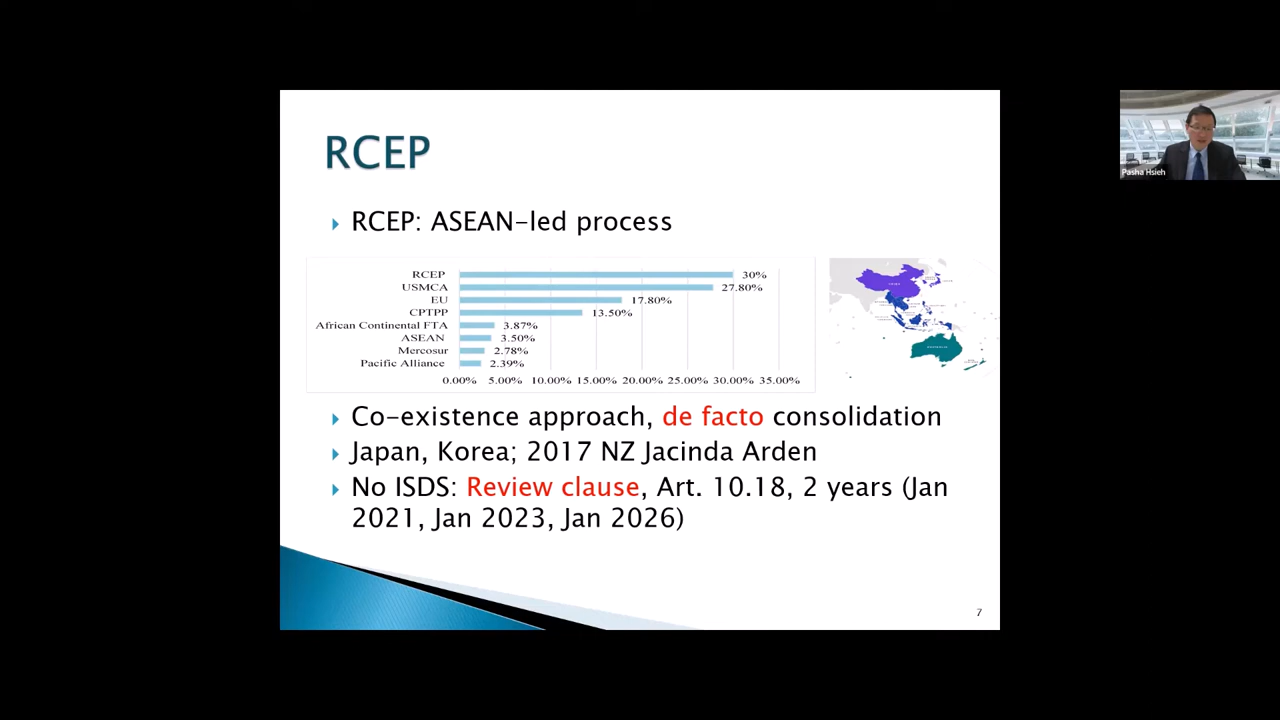 RCEP
RCEP: ASEAN-led process
RCEP 30%
USMCA 27.80%
EU 17.80%
CPTPP 13.50%
African Continental FTA 3.87%
ASEAN 3.50%
Mercosur 2.78%
Pacific Alliance 2.39%
0.00% 5.00% 10.00% 15.00% 20.00% 25.00% 30.00% 35.00%
Co-existence approach, de facto consolidation
Japan, Korea; 2017 NZ Jacinda Arden
No ISDS: Review clause, Art. 10.18, 2 years (Jan
2021, Jan 2023, Jan 2026)
7
Pasha Hsieh